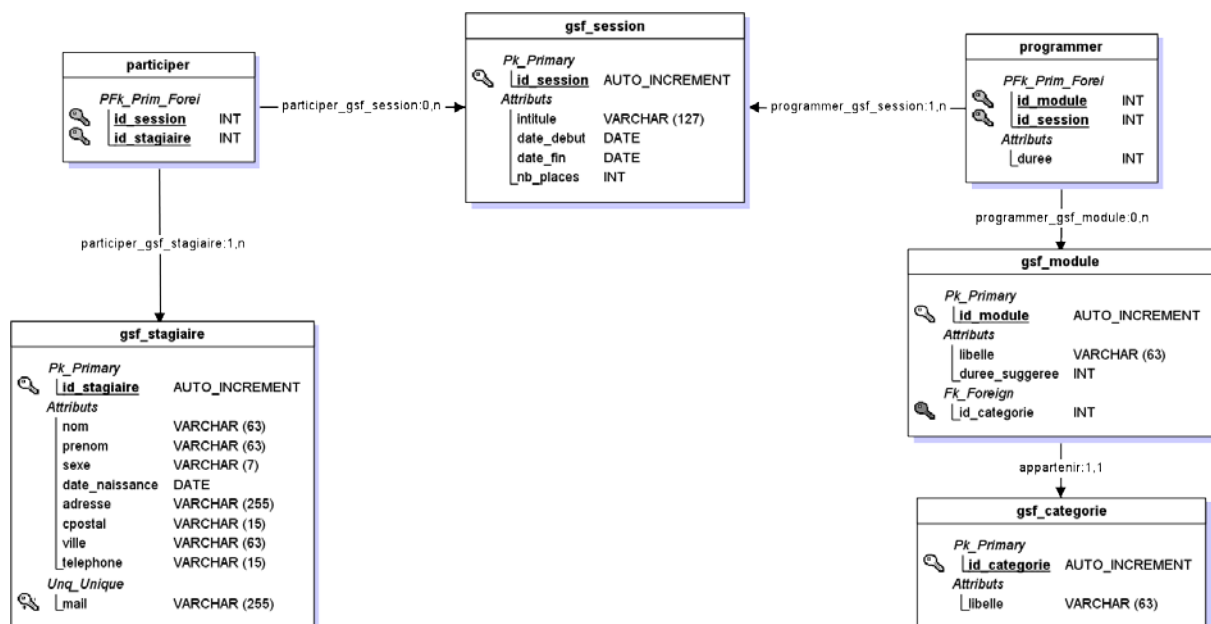 gsf_session
Pk_Primary
id_session AUTO_INCREMENT
Attributs
intitule VARCHAR (127)
date_debut DATE
date_fin DATE
nb_places INT
participer
PFk_Prim_Forei
id_session INT
id_stagiaire INT
participer_gsf_session:0,n
programmer_gsf_session:1,n
programmer
PFk_Prim_Forei
id_module INT
id_session INT
Attributs
duree INT
participer_gsf_stagiaire:1,n
programmer_gsf_module:0,n
gsf_stagiaire
Pk_Primary
id_stagiaire AUTO_INCREMENT
Attributs
nom VARCHAR (63)
prenom VARCHAR (63)
sexe VARCHAR (7)
date_naissance DATE
adresse VARCHAR (255)
cpostal VARCHAR (15)
ville VARCHAR (63)
telephone VARCHAR (15)
Unq_Unique
mail VARCHAR (255)
gsf_module
Pk_Primary
id_module AUTO_INCREMENT
Attributs
libelle VARCHAR (63)
duree_suggeree INT
Fk_Foreign
id_categorie INT
appartenir:1,1
gsf_categorie
Pk_Primary
id_categorie AUTO_INCREMENT
Attributs
libelle VARCHAR (63)